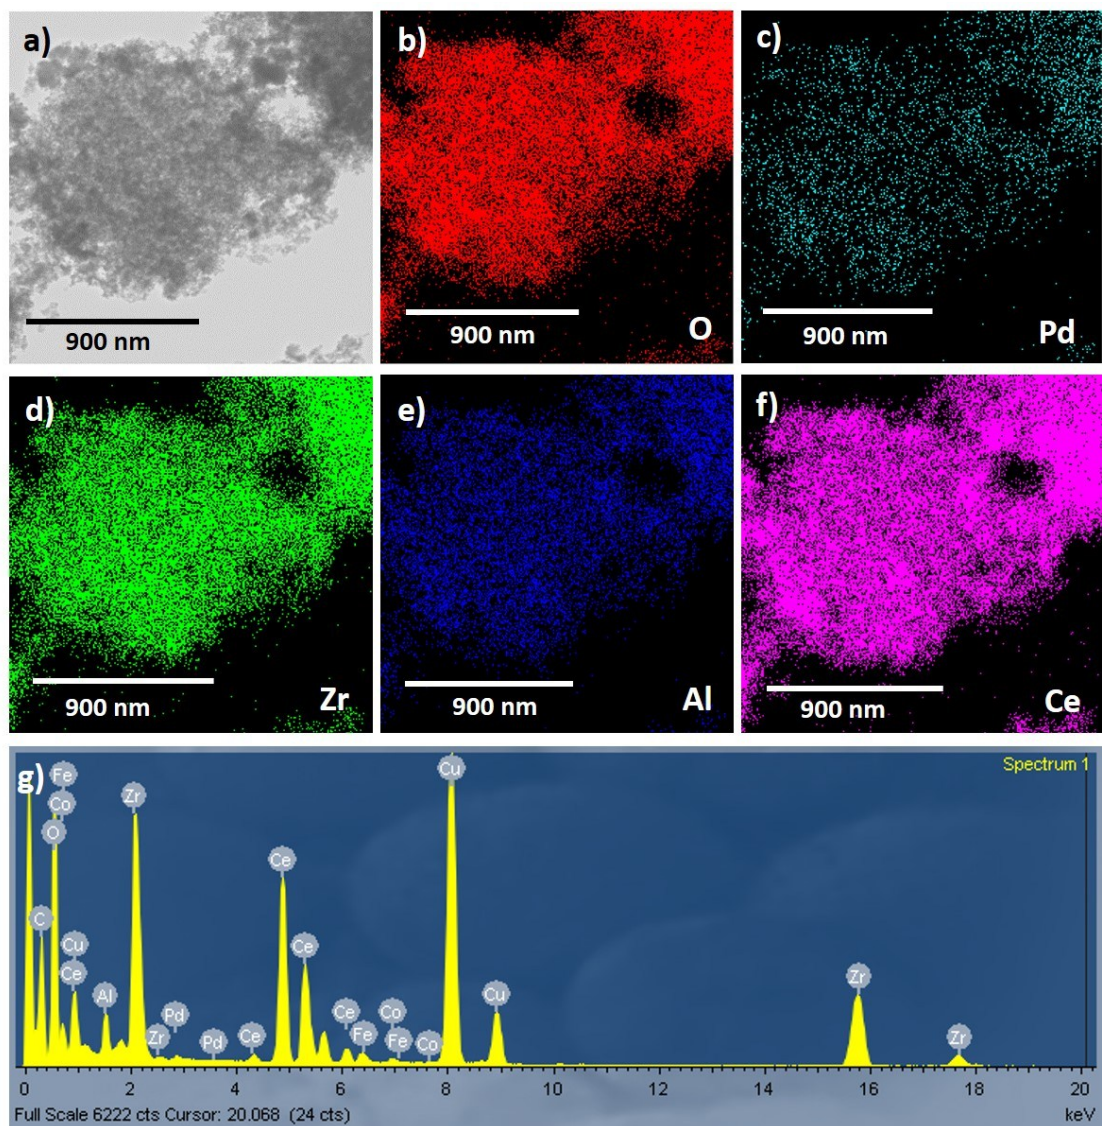 a)
900 nm
b)
900 nm
O
c)
900 nm
Pd
d)
900 nm
Zr
e)
900 nm
Al
f)
900 nm
Ce
g)
Spectrum 1
Fe
Co
O
C
Cu
Ce
Al
Zr
Zr
Pd
Pd
Ce
Ce
Ce
Ce
Fe
Co
Fe
Co
Cu
Cu
Zr
Zr
0 2 4 6 8 10 12 14 16 18 20
Full Scale 6222 cts Cursor: 20.068 (24 cts) keV